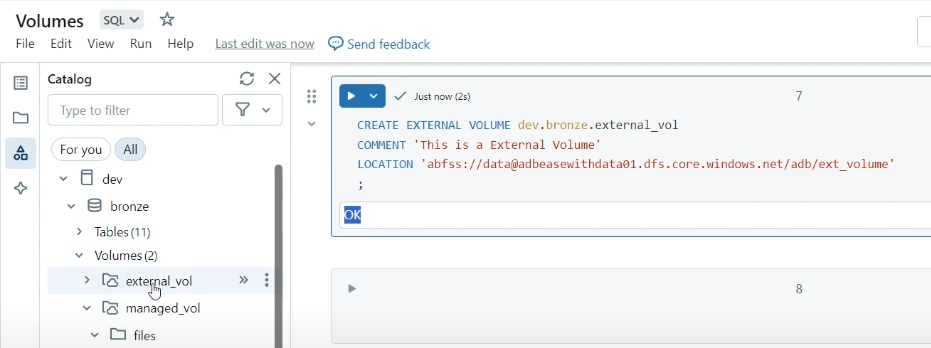 Volumes SQL
File Edit View Run Help Last edit was now Send feedback
Catalog
Type to filter
For you All
dev
bronze
Tables (11)
Volumes (2)
external_vol
managed_vol
files
Just now (2s) 7
CREATE EXTERNAL VOLUME dev.bronze.external_vol
COMMENT 'This is a External Volume'
LOCATION 'abfss://data@adbeasewithdata01.dfs.core.windows.net/adb/ext_volume'
;
OK
8